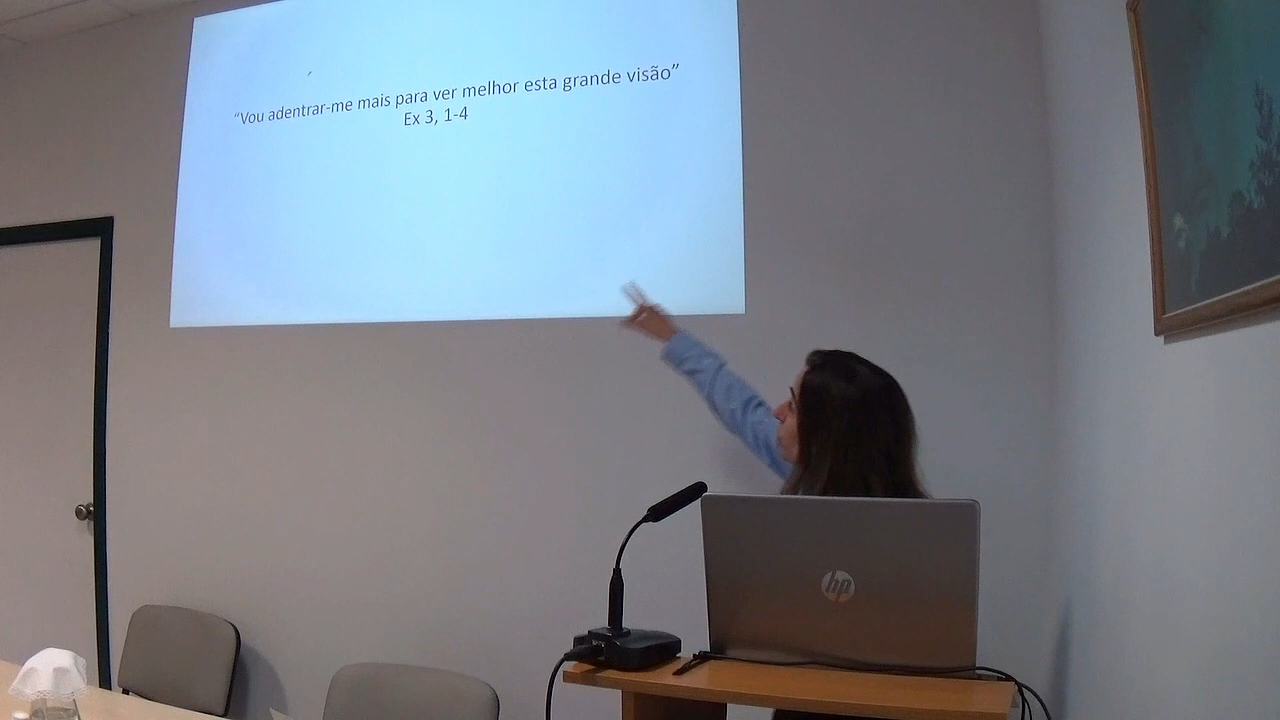 “Vou adentrar-me mais para ver melhor esta grande visão”
Ex 3, 1-4
hp